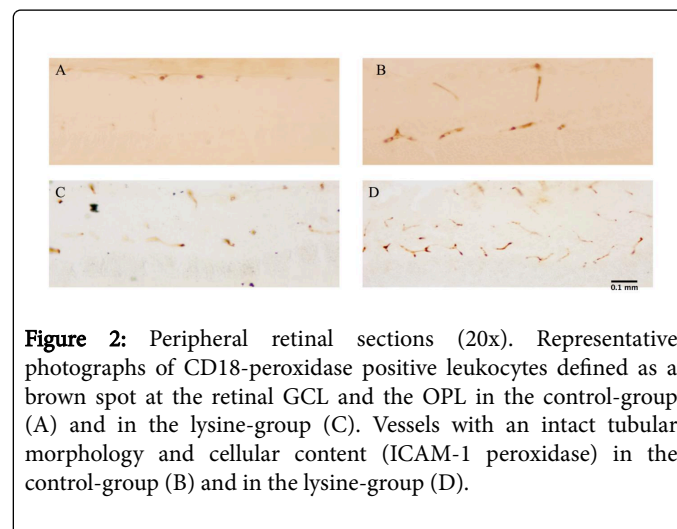 A
B
C
D
0.1 mm
Figure 2: Peripheral retinal sections (20x). Representative
photographs of CD18-peroxidase positive leukocytes defined as a
brown spot at the retinal GCL and the OPL in the control-group
(A) and in the lysine-group (C). Vessels with an intact tubular
morphology and cellular content (ICAM-1 peroxidase) in the
control-group (B) and in the lysine-group (D).